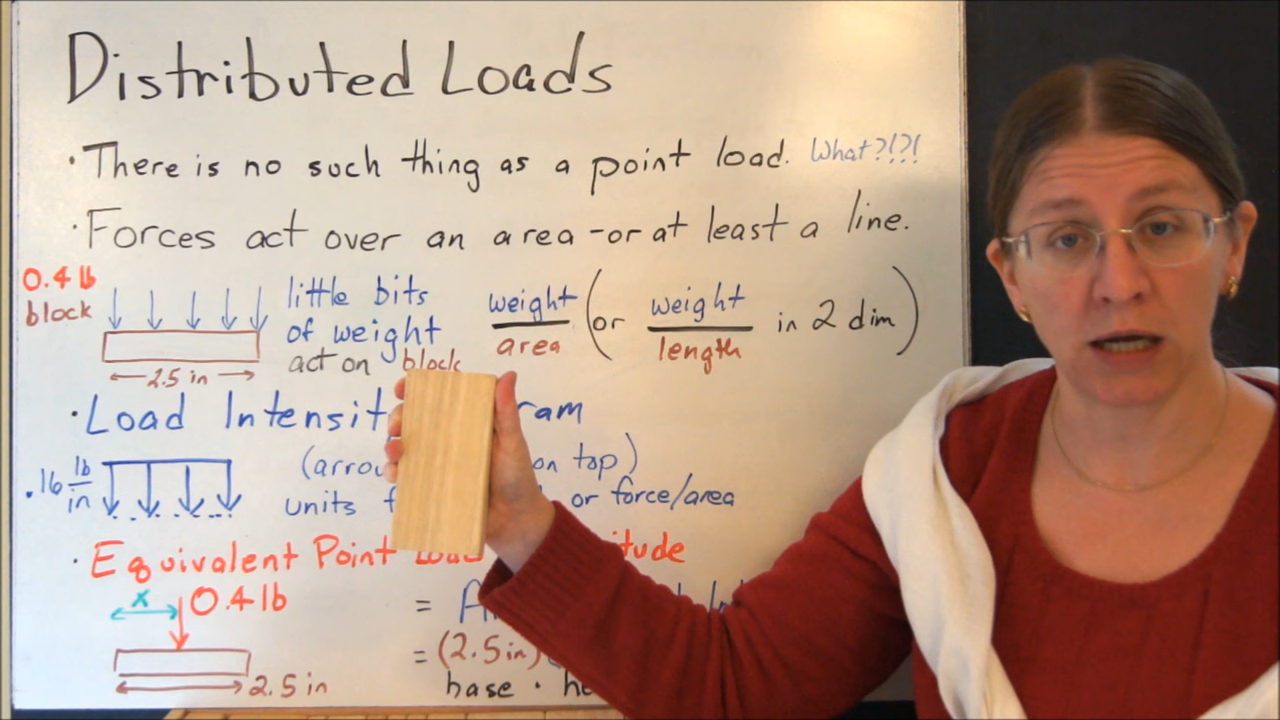 Distributed Loads
• There is no such thing as a point load. What?!?!
• Forces act over an area - or at least a line.
0.4 lb
block
2.5 in
little bits
of weight
act on block
weight
area
(or weight
length
in 2 dim)
• Load
.16 lb
in
on top)
units
or force/area
• Equivalent Point Load
x
0.4 lb
2.5 in
=
= (2.5in)
base •